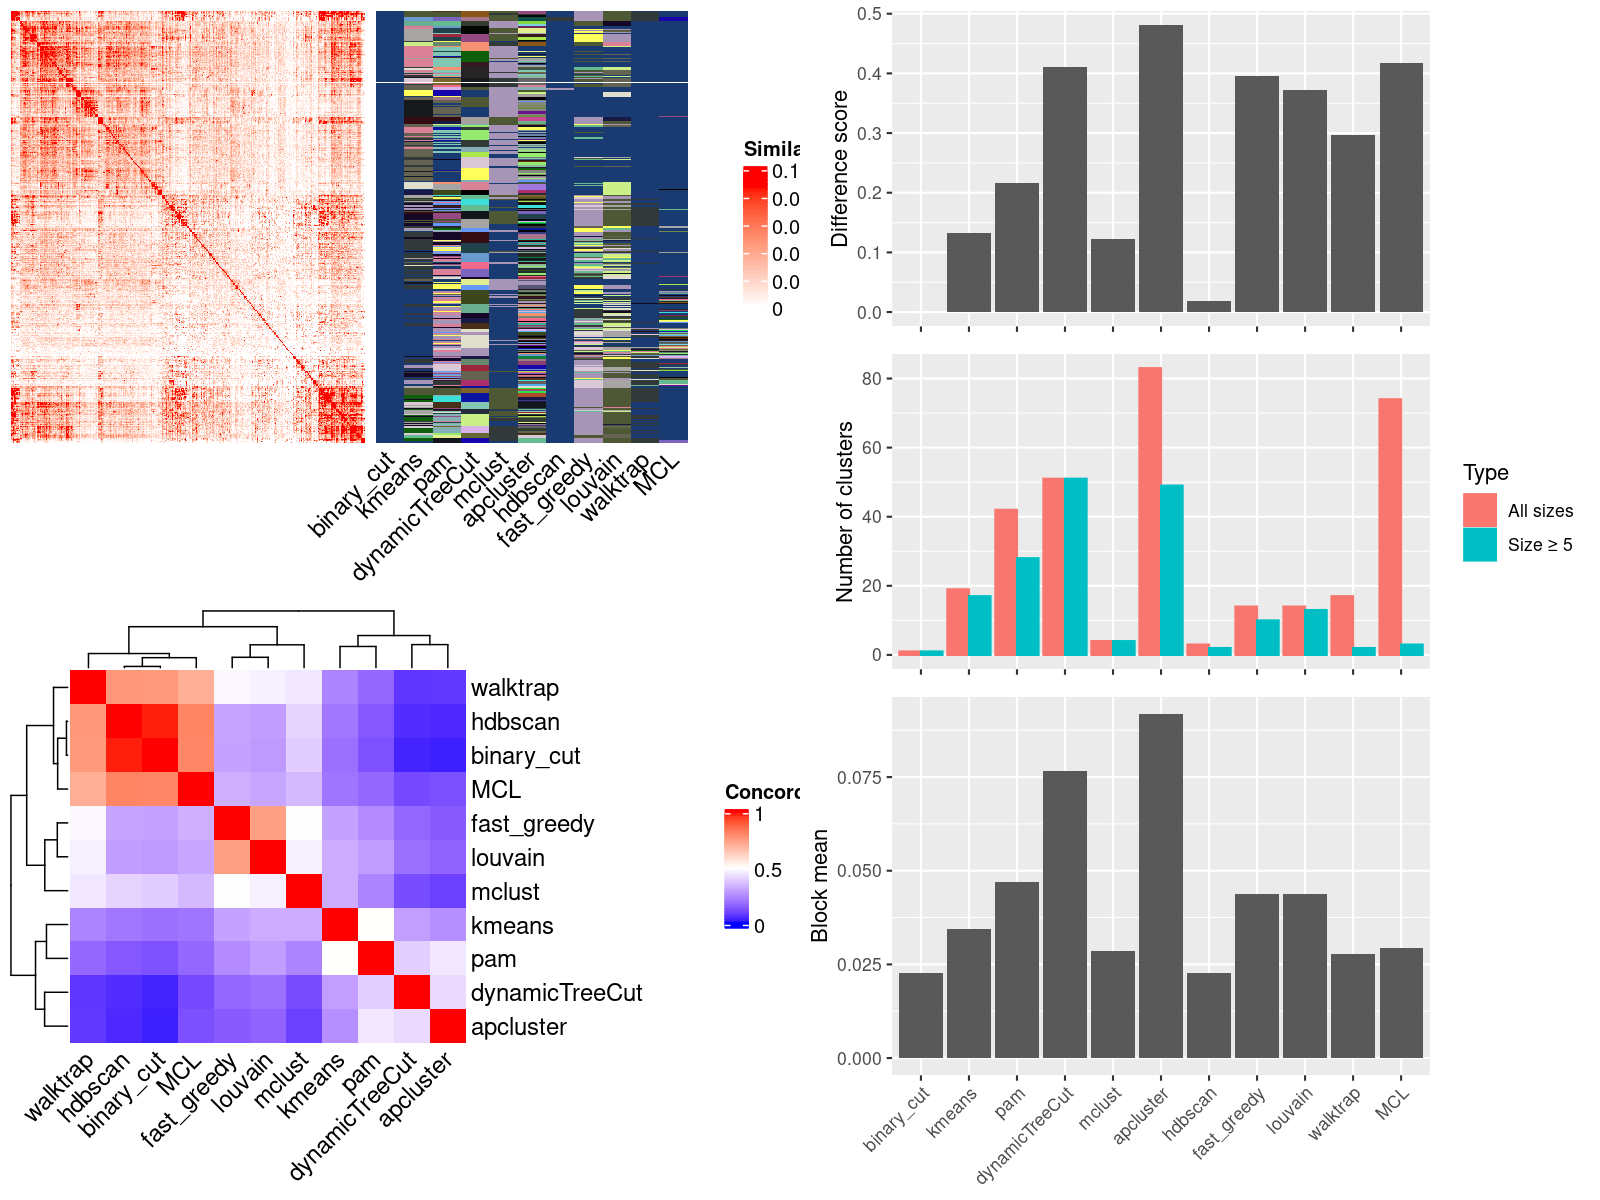 Simila
0.1
0.0
0.0
0.0
0
binary_cut
kmeans
pam
dynamicTreeCut
mclust
apcluster
hdbscan
fast_greedy
louvain
walktrap
MCL
walktrap
hdbscan
binary_cut
MCL
fast_greedy
louvain
mclust
kmeans
pam
dynamicTreeCut
apcluster
walktrap
hdbscan
binary_cut
MCL
fast_greedy
louvain
mclust
kmeans
pam
dynamicTreeCut
apcluster
Concord
1
0.5
0
Difference score
0.5
0.4
0.3
0.2
0.1
0.0
Number of clusters
80
60
40
20
0
Type
All sizes
Size ≥ 5
Block mean
0.075
0.050
0.025
0.000
binary_cut
kmeans
pam
dynamicTreeCut
mclust
apcluster
hdbscan
fast_greedy
louvain
walktrap
MCL